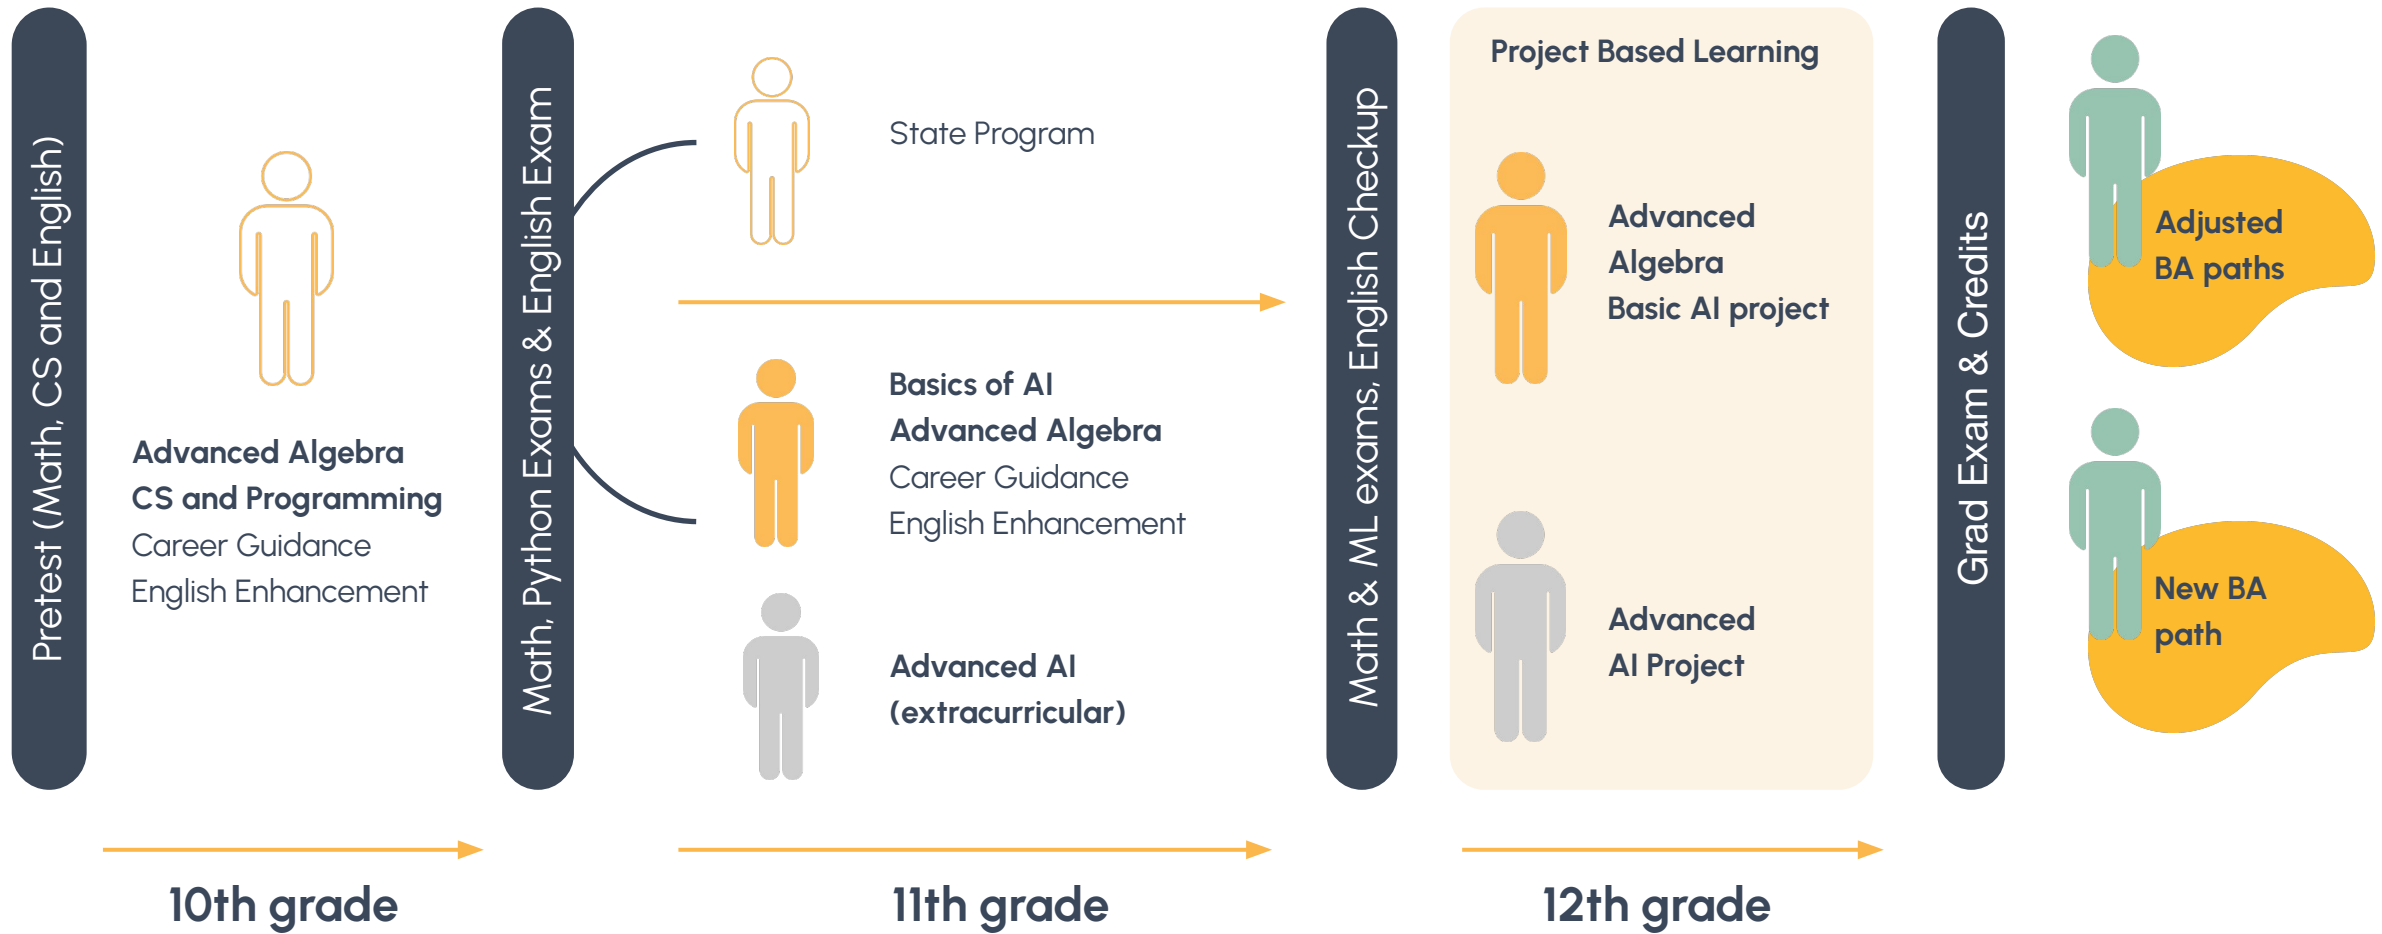 Pretest (Math, CS and English)
Advanced Algebra
CS and Programming
Career Guidance
English Enhancement
Math, Python Exams & English Exam
State Program
Basics of AI
Advanced Algebra
Career Guidance
English Enhancement
Advanced AI
(extracurricular)
Math & ML exams, English Checkup
Project Based Learning
Advanced
Algebra
Basic AI project
Advanced
AI Project
Grad Exam & Credits
Adjusted
BA paths
New BA
path
10th grade
11th grade
12th grade